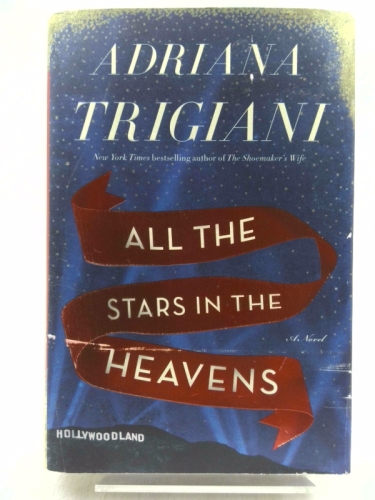 ADRIANA
TRIGIANI
New York Times bestselling author of The Shoemaker's Wife
ALL THE
STARS IN THE
A Novel
HEAVENS
HOLLYWOODLAND